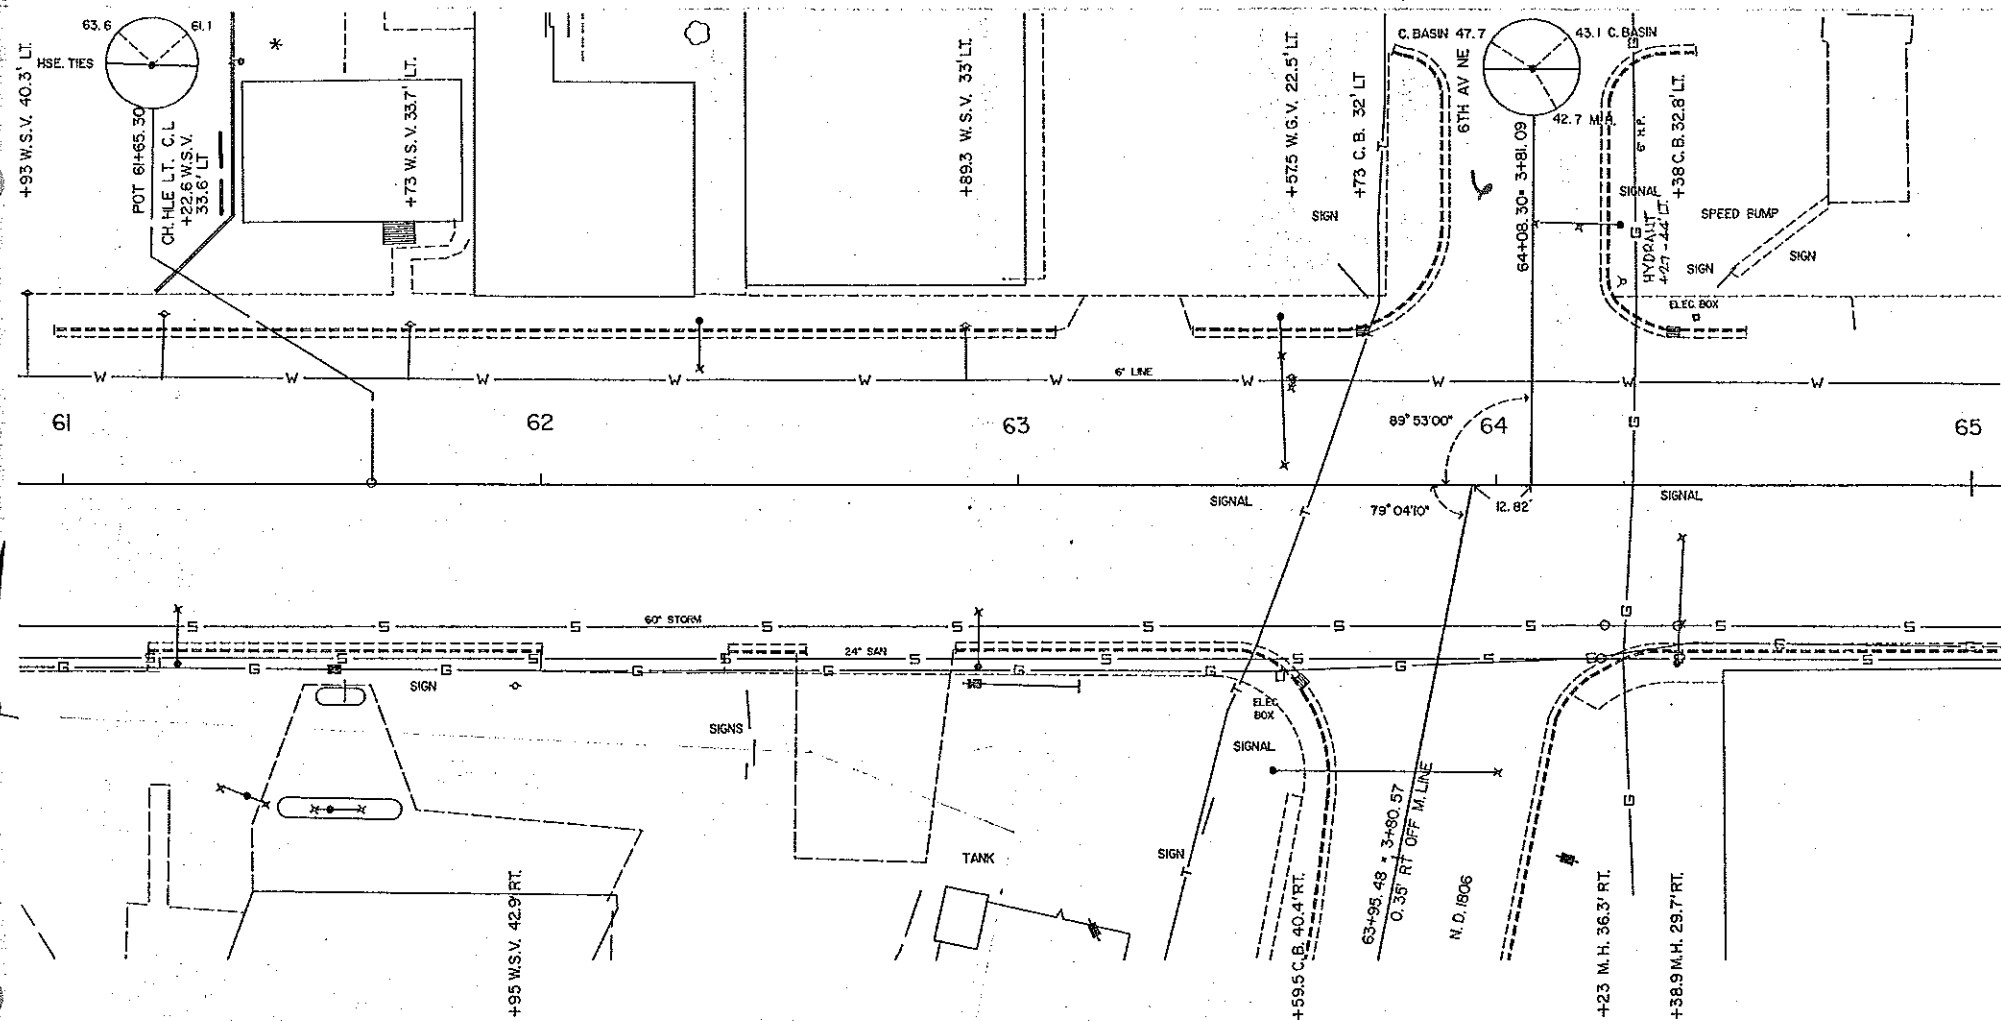 63.6
61.1
HSE. TIES
+93 W.S.V. 40.3' LT.
POT 61+65.30
CH. HLE LT. C.L
+22.6 W.S.V.
33.6' LT
+73 W.S.V. 33.7' LT.
+89.3 W.S.V. 33' LT.
+57.5 W.G.V. 22.5' LT.
+73 C.B. 32' LT
C. BASIN 47.7
43.1 C. BASIN
42.7 M.H.
6TH AV NE
64+08.30 = 3+81.09
6" H.P.
+38 C.B. 32.8' LT.
SIGNAL
HYDRANT
+27 - 44' LT.
SPEED BUMP
SIGN
SIGN
SIGN
ELEC. BOX
T
G
G
W W W W W W W W W W
6" LINE
61
62
63
64
65
89° 53'00"
G
SIGNAL
79° 04'10"
12.82'
SIGNAL
T
G
S S S S S S S S S S
60" STORM
24" SAN
S S S S S S S S S S
G G G G G G G G G G
SIGN
SIGNS
T
ELEC
BOX
SIGNAL
G
TANK
SIGN
T
+95 W.S.V. 42.9' RT.
+59.5 C.B. 40.4' RT.
63+95.48 = 3+80.57
0.35' RT OFF M. LINE
N.D. 1806
+23 M.H. 36.3' RT.
+38.9 M.H. 29.7' RT.